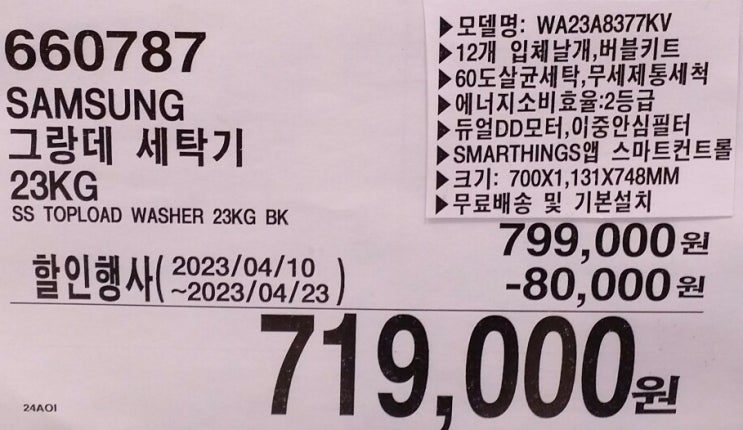 660787
SAMSUNG
그랑데 세탁기
23KG
SS TOPLOAD WASHER 23KG BK
▶모델명: WA23A8377KV
▶12개 입체날개,버블키트
▶60도살균세탁,무세제통세척
▶에너지소비효율:2등급
▶듀얼DD모터,이중안심필터
▶SMARTHINGS앱 스마트컨트롤
▶크기: 700X1,131X748MM
▶무료배송 및 기본설치
799,000원
할인행사( 2023/04/10
~2023/04/23 )
-80,000원
719,000원
24A01